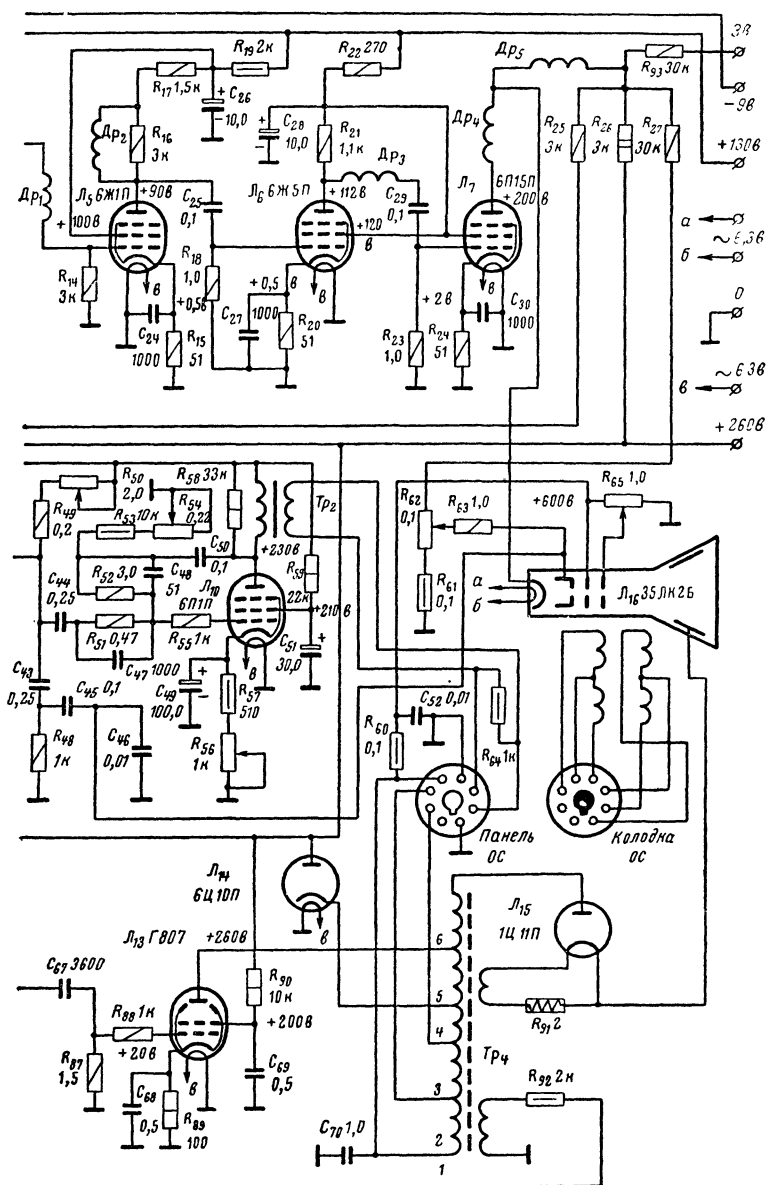 R19 2к
R22 270
Др5
R93 30к
3В
R17 1,5к
C26
10,0
-9В
Др2
R16
3к
C28
10,0
R21
1,1к
Др4
R25
3к
R26
3к
R27
30к
+130В
Др3
Др1
Л5 6Ж1П
+90В
C25
0,1
Л6 6Ж5П
+112В
C29
0,1
Л7
6П15П
+200В
а
~6,3В
б
+100В
+120
в
R14
3к
в
R18
1,0
+0,5
в
в
+2В
в
0
+0,5В
C24
1000
R15
51
C27
1000
R20
51
R23
1,0
R24
51
C30
1000
~6,3В
в
+260В
R50
2,0
R58 33к
R49
0,2
R54
0,22
R53 10к
Тр2
R62
0,1
R63 1,0
+600В
R65 1,0
C50
0,1
+230В
C48
51
C44
0,25
R52 3,0
Л10
6П1П
R59
22к
+210В
а
б
R61
0,1
Л16 35ЛК2Б
R51 0,47
R55 1к
C51
30,0
C43
0,25
C47 1000
в
C45
0,1
C49
100,0
R57
510
C52 0,01
R60
0,1
C46
0,01
R48
1к
R56
1к
R64 1к
Панель
ОС
Колодка
ОС
Л14
6Ц10П
в
Л15
1Ц11П
Л13 Г807
+260В
6
C67 3600
R90
10к
5
R88 1к
+200В
4
R91 2
R87
1,5
+20В
Тр4
в
C69
0,5
C68
0,5
R89
100
3
R92 2к
C70 1,0
2
1